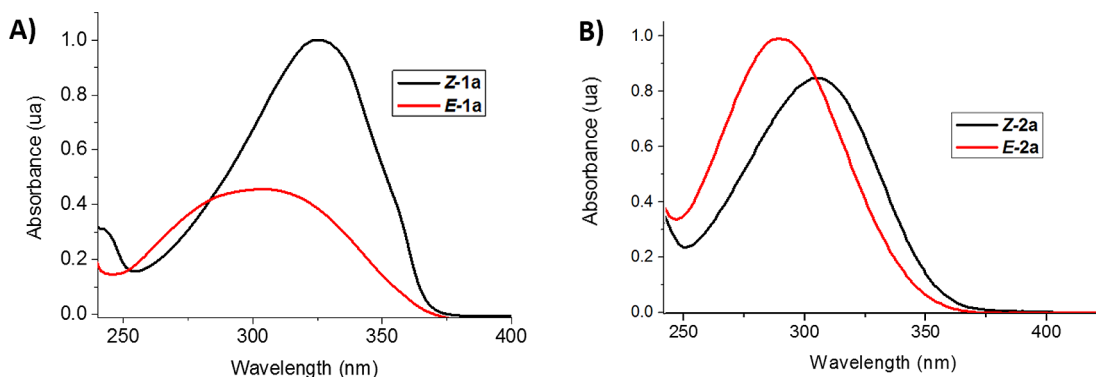 A)
Absorbance (ua)
1.0
0.8
0.6
0.4
0.2
0.0
Z-1a
E-1a
250 300 350 400
Wavelength (nm)
B)
Absorbance (ua)
1.0
0.8
0.6
0.4
0.2
0.0
Z-2a
E-2a
250 300 350 400
Wavelength (nm)